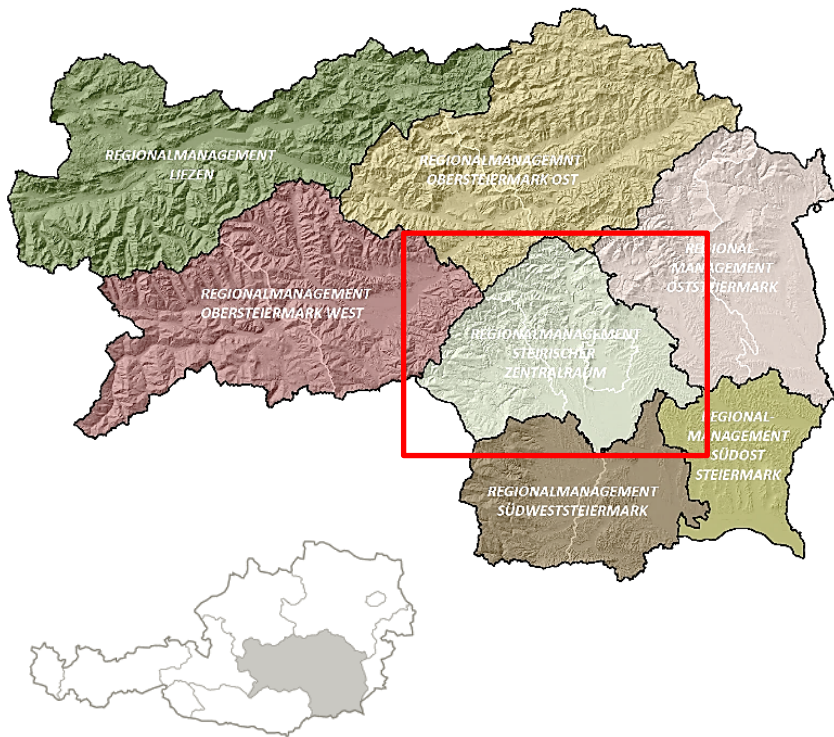 REGIONALMANAGEMENT
LIEZEN
REGIONALMANAGEMNT
OBERSTEIERMARK OST
REGIONAL
MANAGEMENT
OSTSTEIERMARK
REGIONALMANAGEMENT
OBERSTEIERMARK WEST
REGIONALMANAGEMENT
STEIRISCHER
ZENTRALRAUM
REGIONAL-
MANAGEMENT
SÜDOST
STEIERMARK
REGIONALMANAGEMENT
SÜDWESTSTEIERMARK